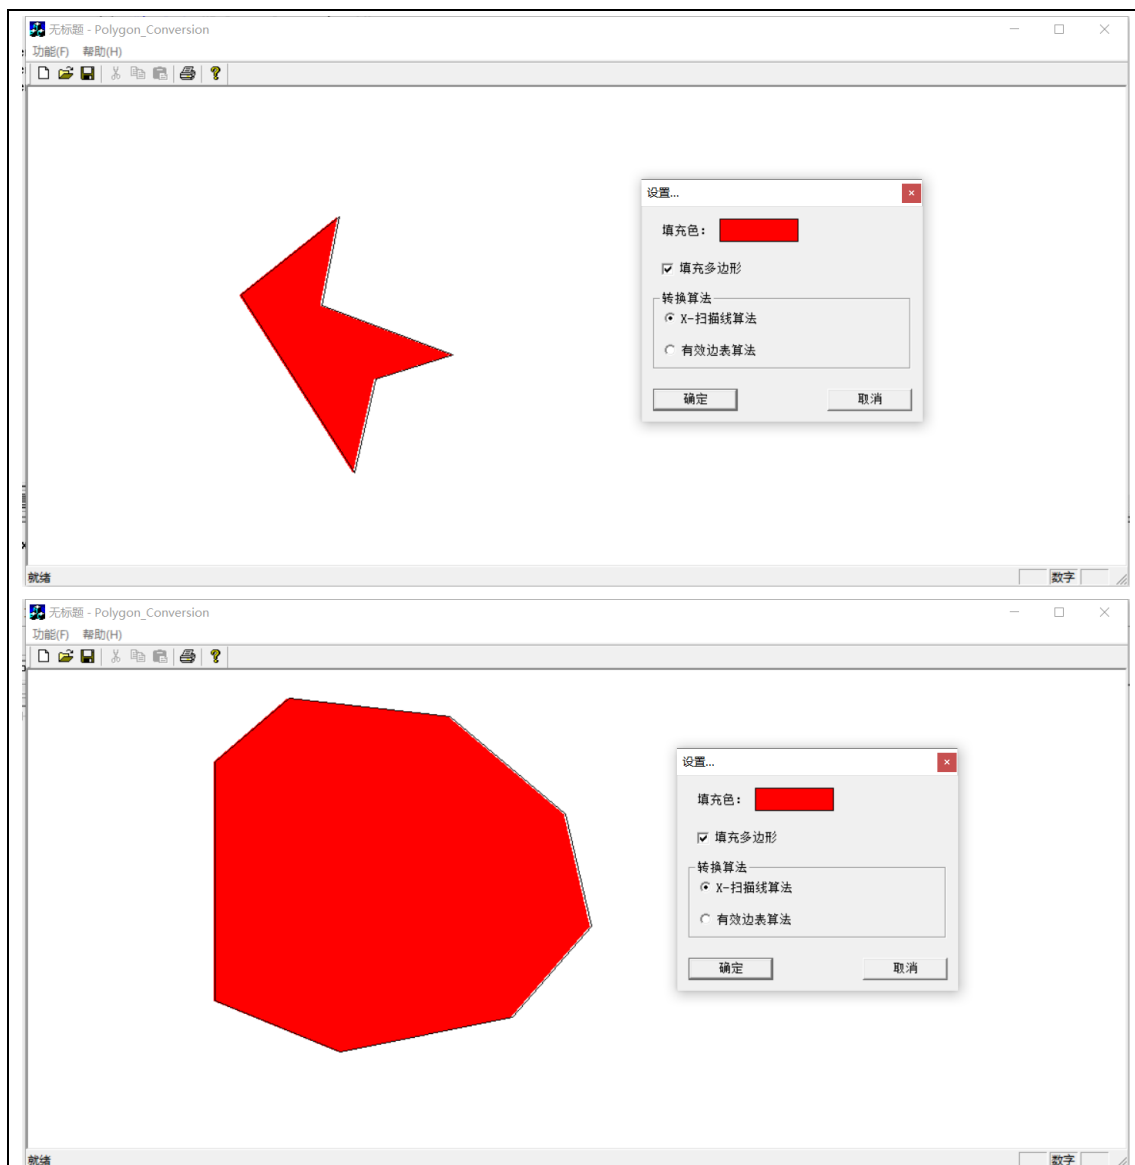 无标题 - Polygon_Conversion
功能(F) 帮助(H)
设置...
填充色：
填充多边形
转换算法
X-扫描线算法
有效边表算法
确定 取消
就绪 数字
无标题 - Polygon_Conversion
功能(F) 帮助(H)
设置...
填充色：
填充多边形
转换算法
X-扫描线算法
有效边表算法
确定 取消
就绪 数字